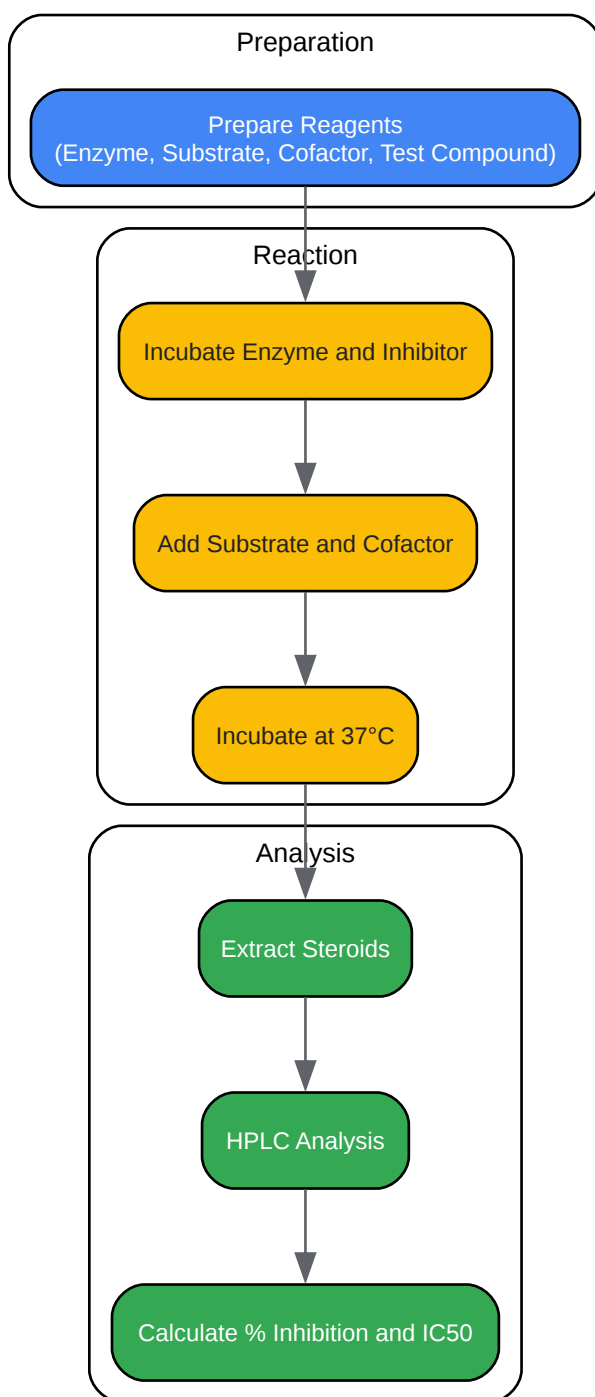 Preparation
Prepare Reagents
(Enzyme, Substrate, Cofactor, Test Compound)
Reaction
Incubate Enzyme and Inhibitor
Add Substrate and Cofactor
Incubate at 37°C
Analysis
Extract Steroids
HPLC Analysis
Calculate % Inhibition and IC50